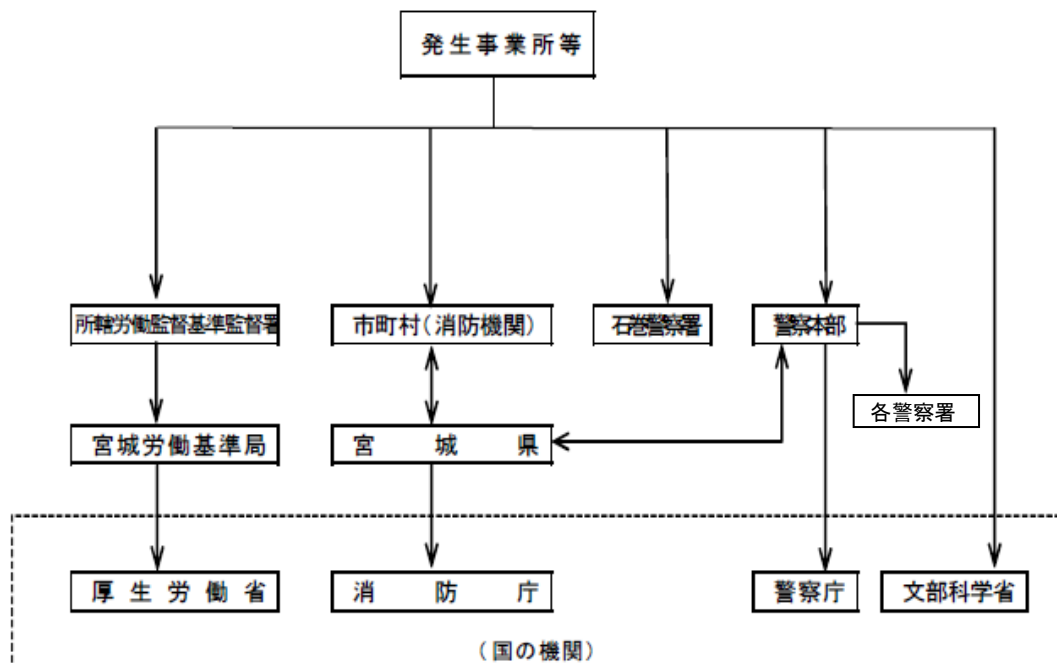 発生事業所等
所轄労働監督基準監督署
市町村(消防機関)
石巻警察署
警察本部
各警察署
宮城労働基準局
宮城県
厚生労働省
消防庁
警察庁
文部科学省
(国の機関)